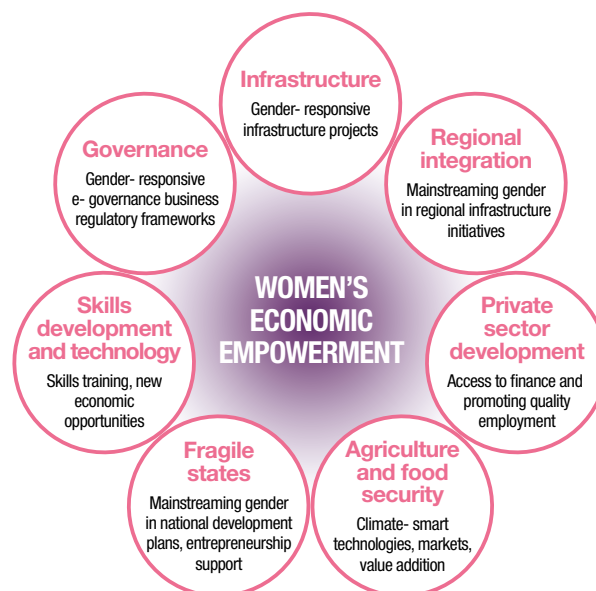 Infrastructure
Gender- responsive
infrastructure projects
Regional
integration
Mainstreaming gender
in regional infrastructure
initiatives
Private
sector
development
Access to finance and
promoting quality
employment
Agriculture
and food
security
Climate- smart
technologies, markets,
value addition
Fragile
states
Mainstreaming gender
in national development
plans, entrepreneurship
support
Skills
development
and technology
Skills training, new
economic
opportunities
Governance
Gender- responsive
e- governance business
regulatory frameworks
WOMEN'S
ECONOMIC
EMPOWERMENT